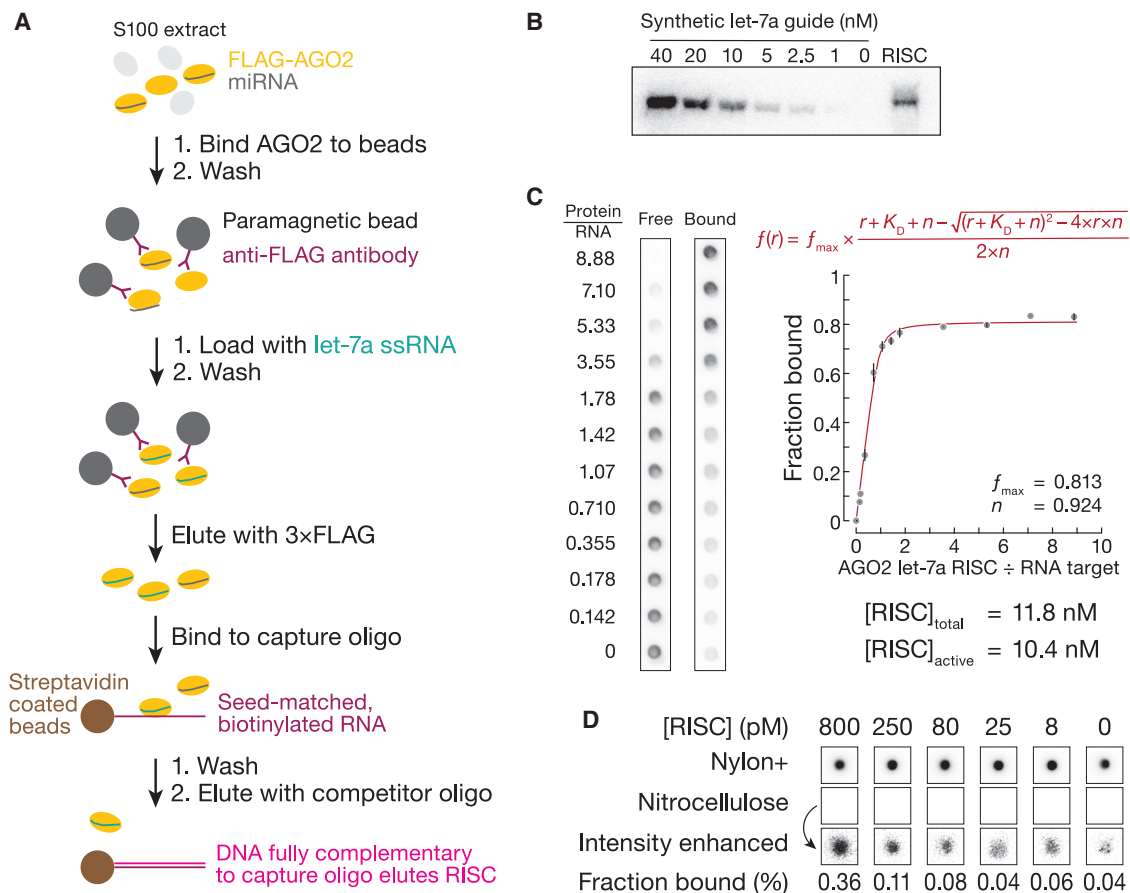 A
S100 extract
FLAG-AGO2
miRNA
1. Bind AGO2 to beads
2. Wash
Paramagnetic bead
anti-FLAG antibody
1. Load with let-7a ssRNA
2. Wash
Elute with 3×FLAG
Bind to capture oligo
Streptavidin
coated
beads
Seed-matched,
biotinylated RNA
1. Wash
2. Elute with competitor oligo
DNA fully complementary
to capture oligo elutes RISC
B
Synthetic let-7a guide (nM)
40 20 10 5 2.5 1 0 RISC
C
Protein
RNA
Free Bound
8.88
7.10
5.33
3.55
1.78
1.42
1.07
0.710
0.355
0.178
0.142
0
f(r) = fmax × r + KD + n − √(r + KD + n)² − 4×r×n
2×n
Fraction bound
1
0.8
0.6
0.4
0.2
0
fmax = 0.813
n = 0.924
0 2 4 6 8 10
AGO2 let-7a RISC ÷ RNA target
[RISC]total = 11.8 nM
[RISC]active = 10.4 nM
D
[RISC] (pM) 800 250 80 25 8 0
Nylon+
Nitrocellulose
Intensity enhanced
Fraction bound (%) 0.36 0.11 0.08 0.04 0.06 0.04